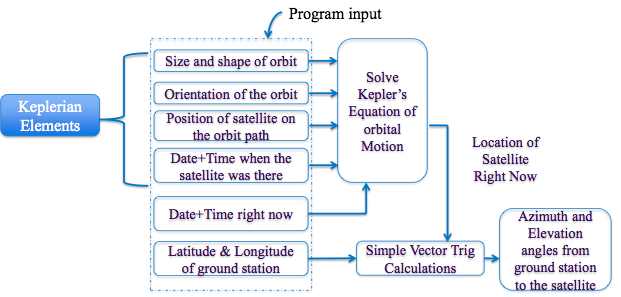 Program input
Keplerian
Elements
Size and shape of orbit
Orientation of the orbit
Position of satellite on
the orbit path
Date+Time when the
satellite was there
Date+Time right now
Latitude & Longitude
of ground station
Solve
Kepler’s
Equation of
orbital
Motion
Location of
Satellite
Right Now
Simple Vector Trig
Calculations
Azimuth and
Elevation
angles from
ground station
to the satellite